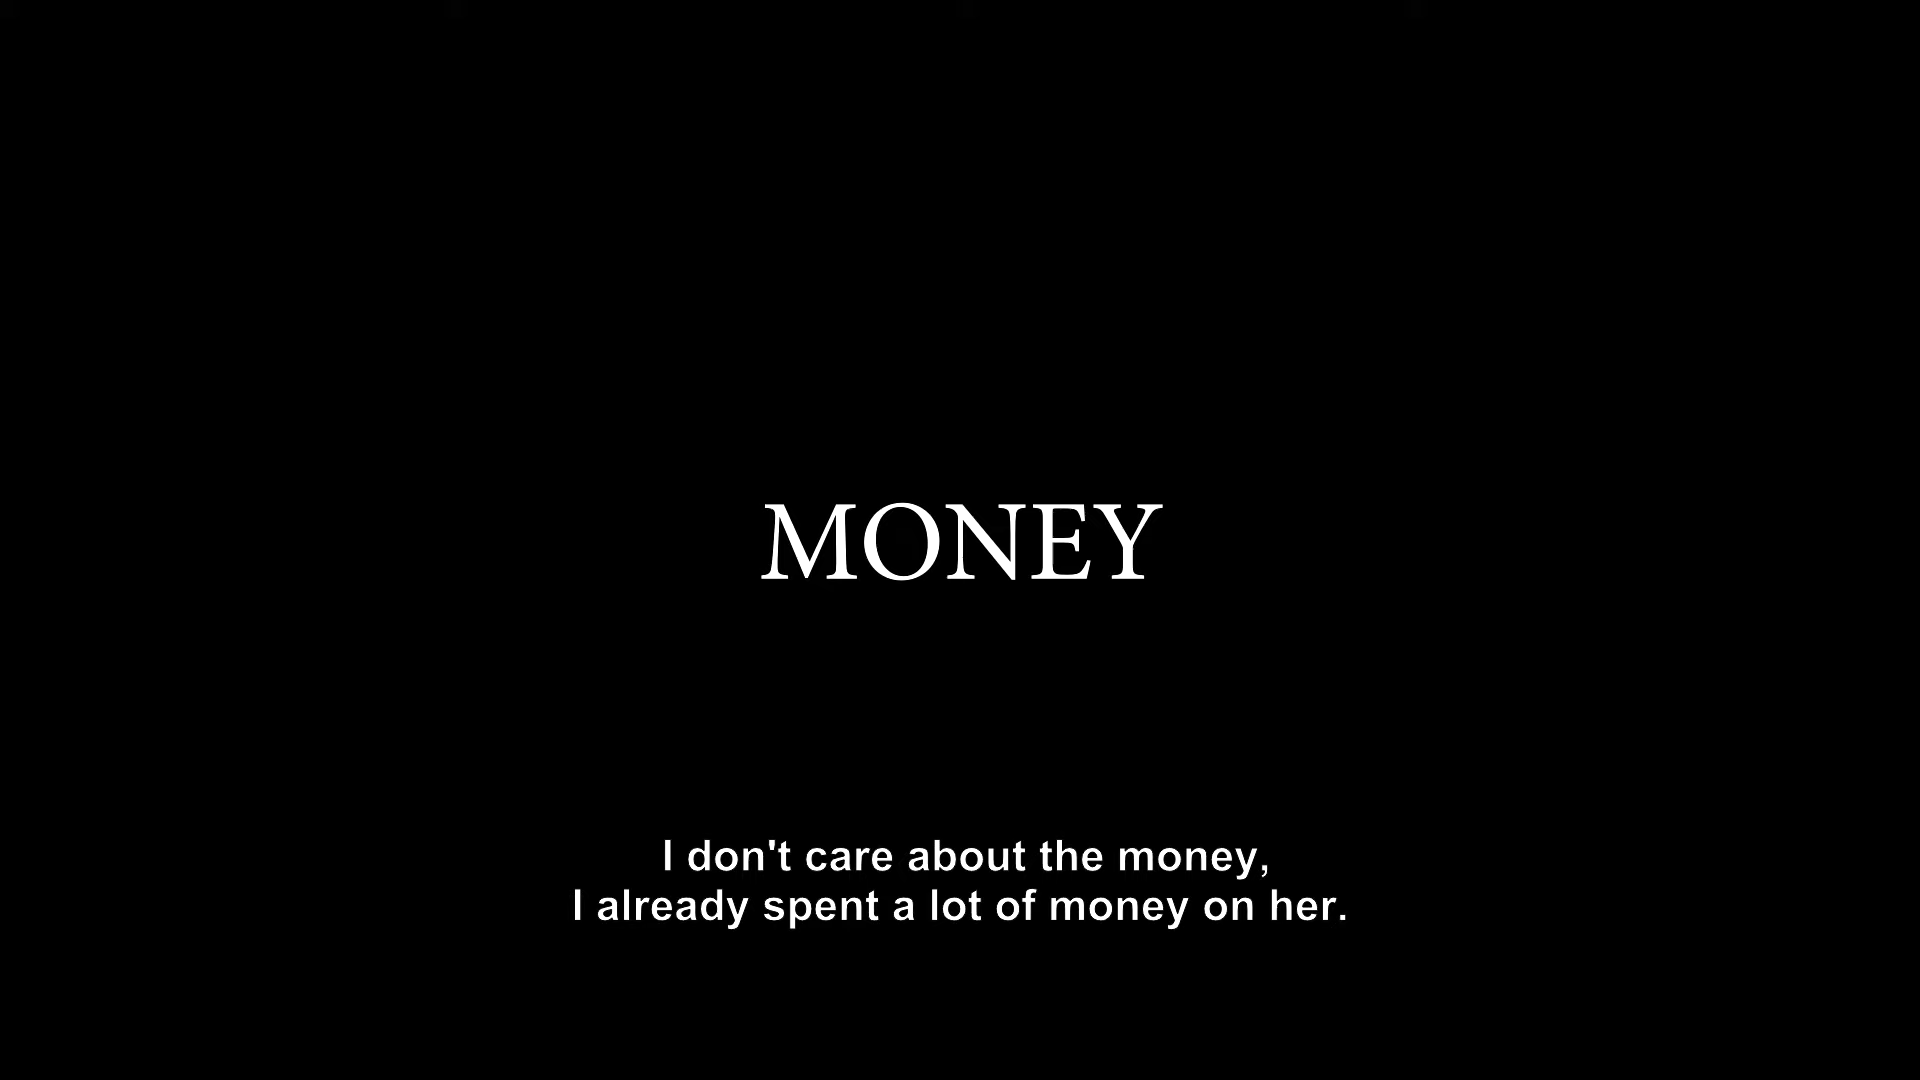 MONEY
I don't care about the money,
I already spent a lot of money on her.